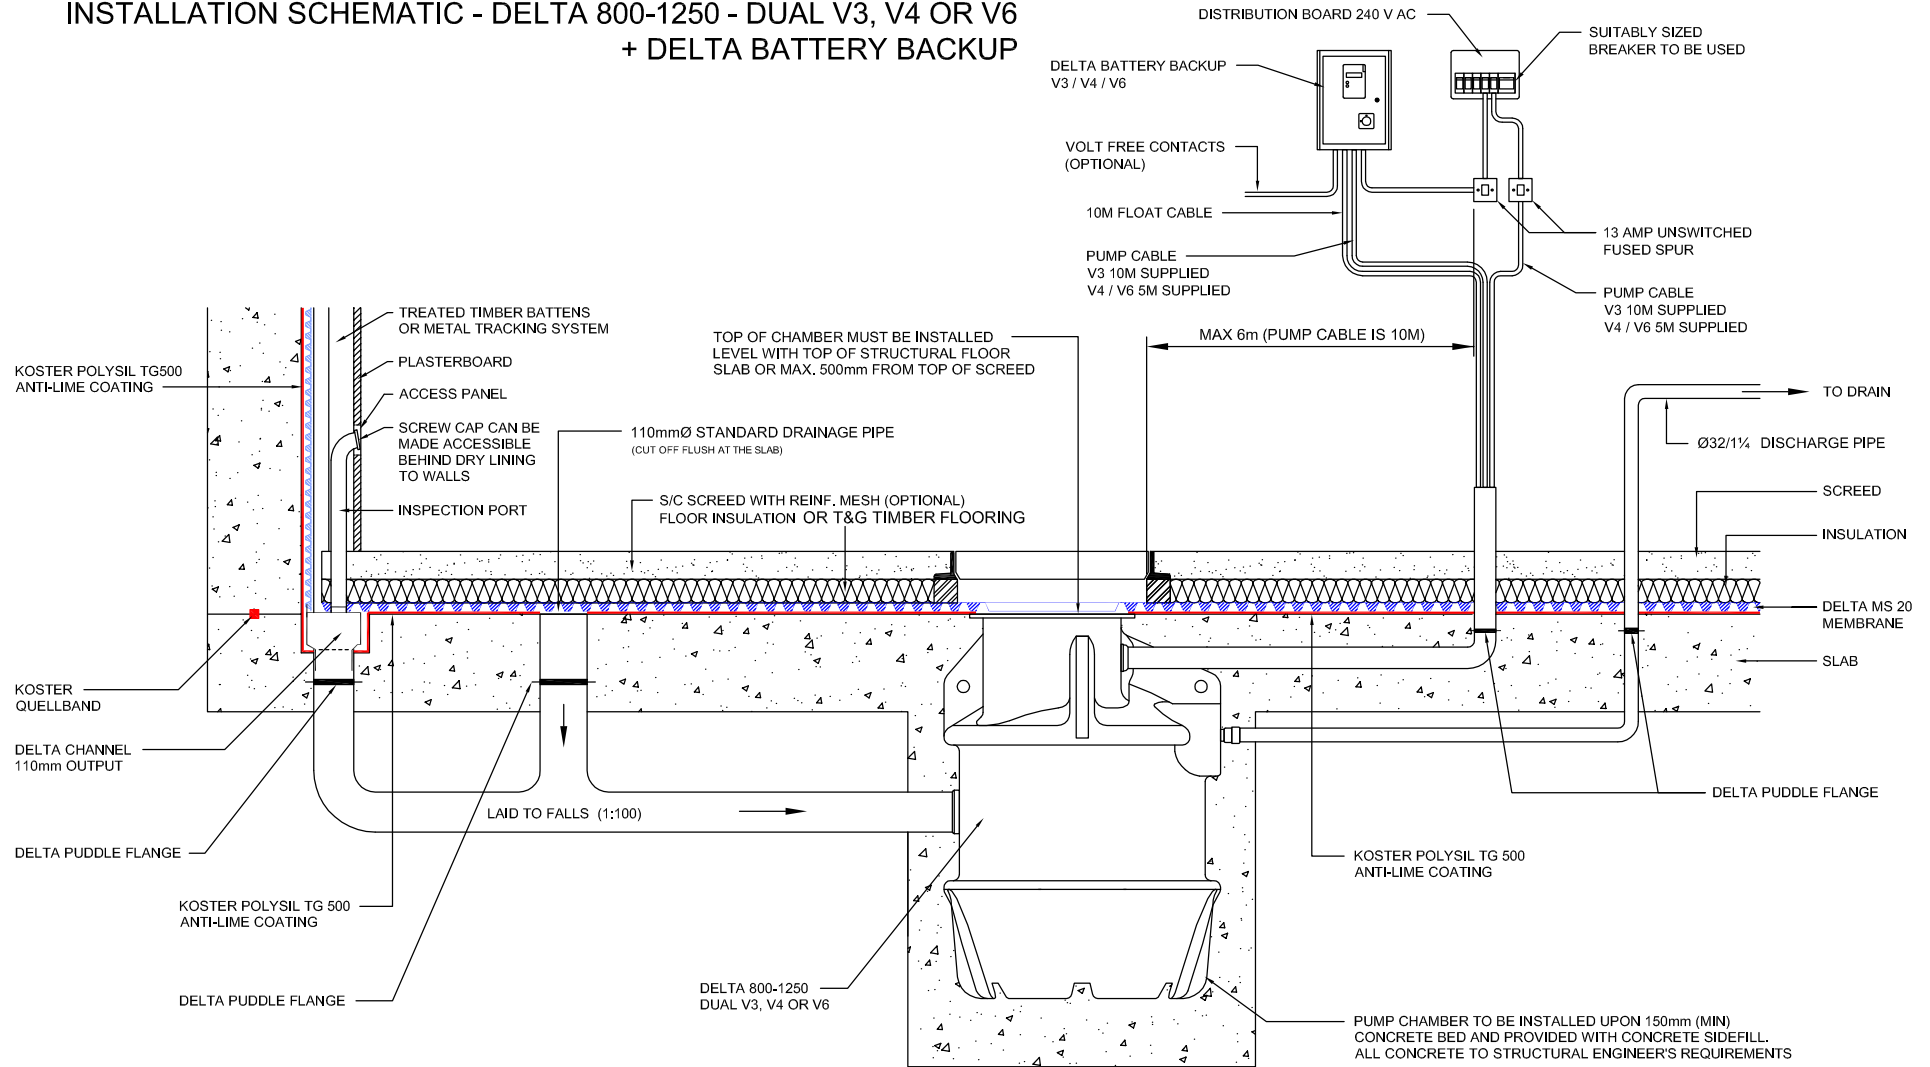 INSTALLATION SCHEMATIC - DELTA 800-1250 - DUAL V3, V4 OR V6
+ DELTA BATTERY BACKUP
DISTRIBUTION BOARD 240 V AC
SUITABLY SIZED
BREAKER TO BE USED
DELTA BATTERY BACKUP
V3 / V4 / V6
VOLT FREE CONTACTS
(OPTIONAL)
10M FLOAT CABLE
13 AMP UNSWITCHED
FUSED SPUR
PUMP CABLE
V3 10M SUPPLIED
V4 / V6 5M SUPPLIED
PUMP CABLE
V3 10M SUPPLIED
V4 / V6 5M SUPPLIED
TREATED TIMBER BATTENS
OR METAL TRACKING SYSTEM
TOP OF CHAMBER MUST BE INSTALLED
LEVEL WITH TOP OF STRUCTURAL FLOOR
SLAB OR MAX. 500mm FROM TOP OF SCREED
MAX 6m (PUMP CABLE IS 10M)
KOSTER POLYSIL TG500
ANTI-LIME COATING
PLASTERBOARD
ACCESS PANEL
TO DRAIN
SCREW CAP CAN BE
MADE ACCESSIBLE
BEHIND DRY LINING
TO WALLS
110mmØ STANDARD DRAINAGE PIPE
(CUT OFF FLUSH AT THE SLAB)
Ø32/1¼ DISCHARGE PIPE
SCREED
S/C SCREED WITH REINF. MESH (OPTIONAL)
FLOOR INSULATION OR T&G TIMBER FLOORING
INSPECTION PORT
INSULATION
DELTA MS 20
MEMBRANE
SLAB
KOSTER
QUELLBAND
DELTA CHANNEL
110mm OUTPUT
LAID TO FALLS (1:100)
DELTA PUDDLE FLANGE
DELTA PUDDLE FLANGE
KOSTER POLYSIL TG 500
ANTI-LIME COATING
KOSTER POLYSIL TG 500
ANTI-LIME COATING
DELTA PUDDLE FLANGE
DELTA 800-1250
DUAL V3, V4 OR V6
PUMP CHAMBER TO BE INSTALLED UPON 150mm (MIN)
CONCRETE BED AND PROVIDED WITH CONCRETE SIDEFILL.
ALL CONCRETE TO STRUCTURAL ENGINEER'S REQUIREMENTS